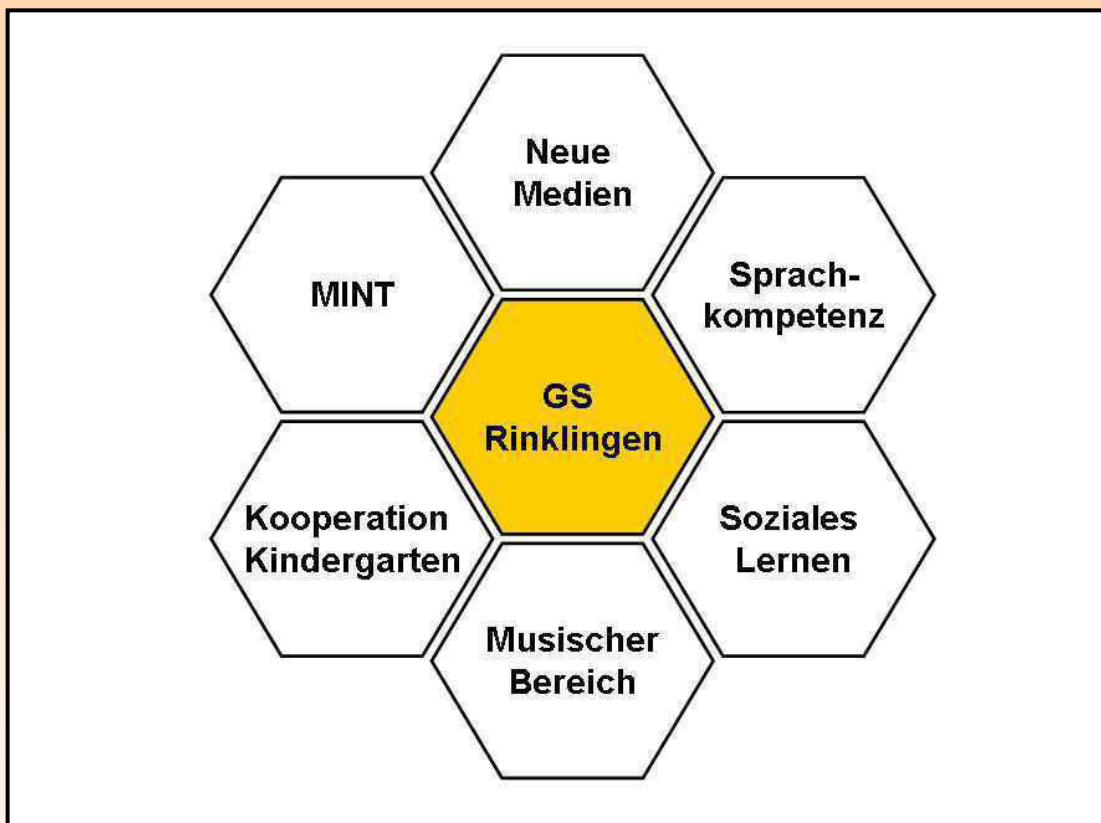 Neue
Medien
MINT
Sprach-
kompetenz
GS
Rinklingen
Kooperation
Kindergarten
Soziales
Lernen
Musischer
Bereich